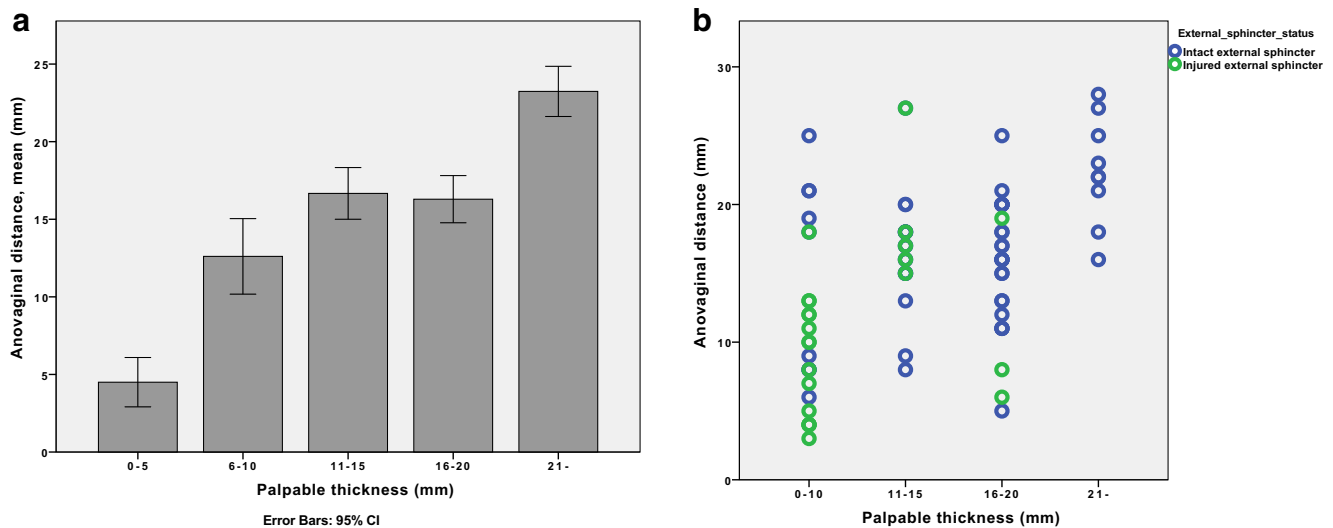 a
Anovaginal distance, mean (mm)
25
20
15
10
5
0
0-5 6-10 11-15 16-20 21-
Palpable thickness (mm)
Error Bars: 95% CI
b
External_sphincter_status
Intact external sphincter
Injured external sphincter
Anovaginal distance (mm)
30
20
10
0
0-10 11-15 16-20 21-
Palpable thickness (mm)